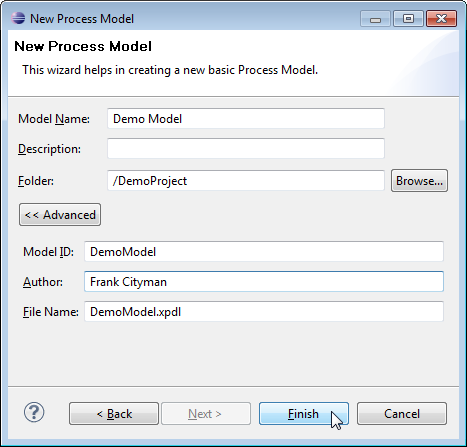 New Process Model
New Process Model
This wizard helps in creating a new basic Process Model.
Model Name: Demo Model
Description:
Folder: /DemoProject Browse...
<< Advanced
Model ID: DemoModel
Author: Frank Cityman
File Name: DemoModel.xpdl
? < Back Next > Finish Cancel